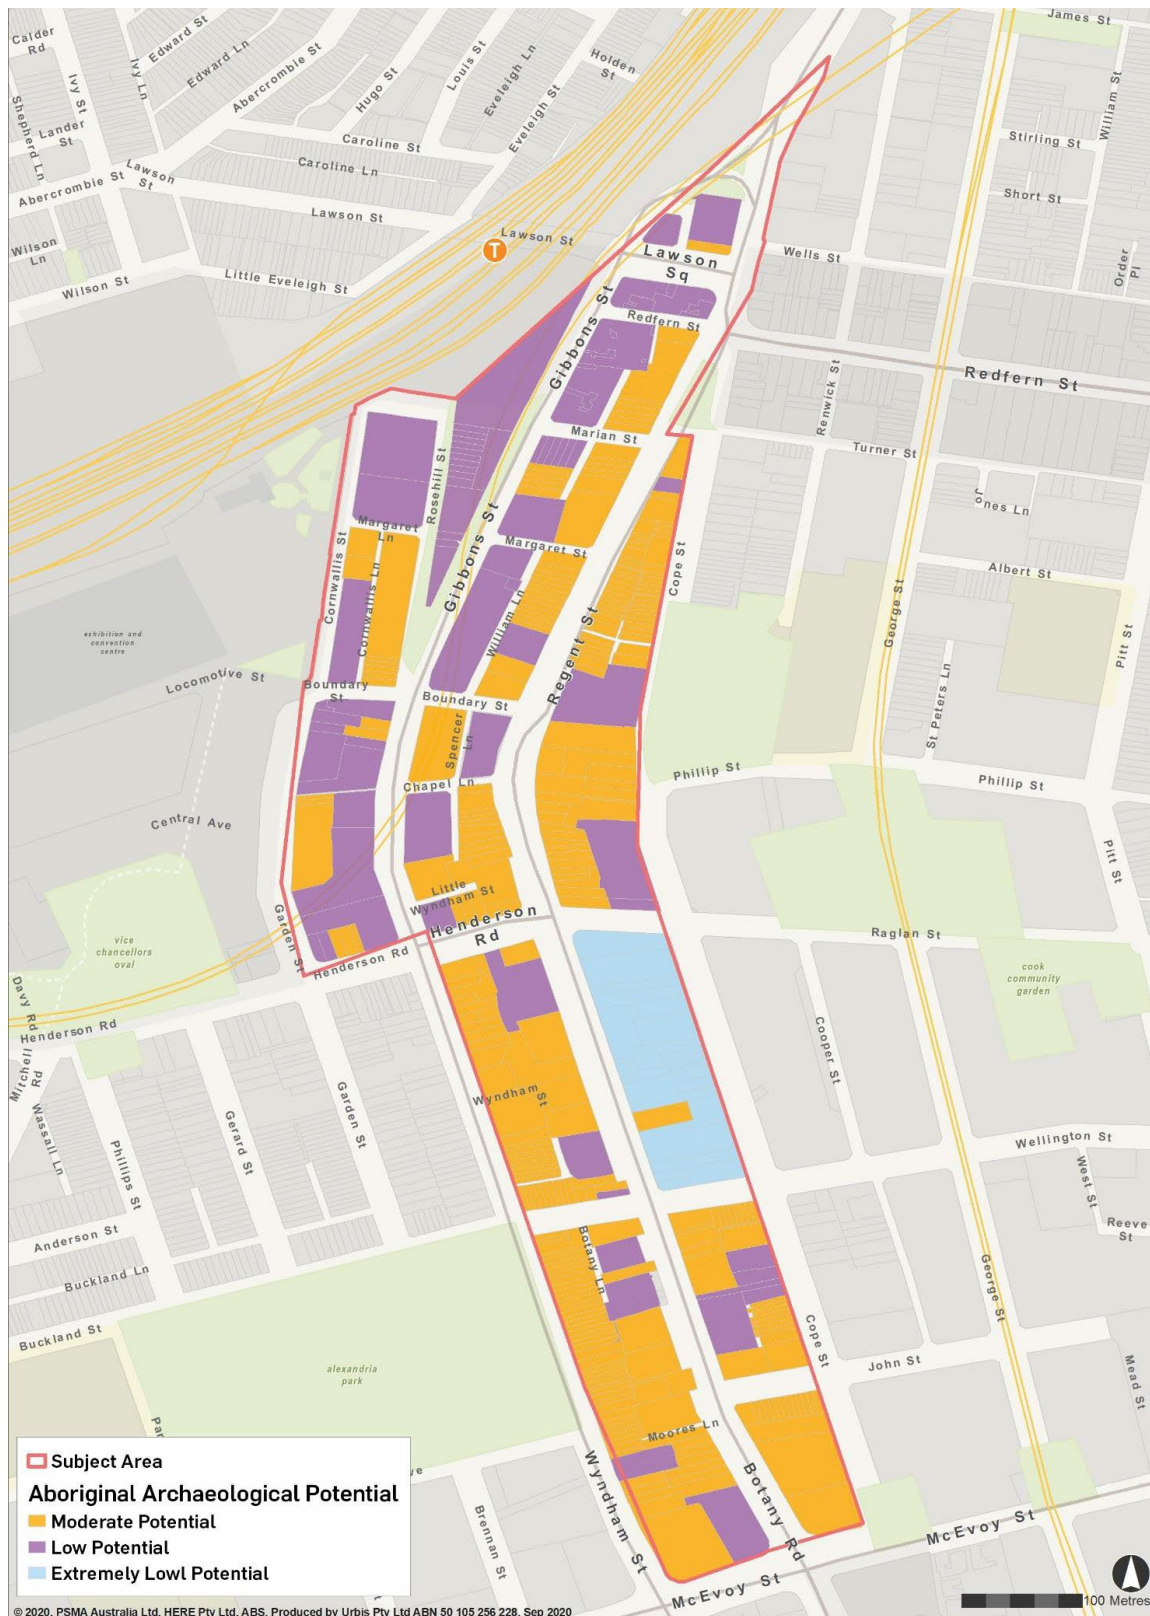 James St
Calder
Rd
Edward St
Ivy Ln
Edward Ln
Ivy St
Abercrombie St
Hugo St
Louis St
Eveleigh Ln
Holden
St
William St
Shepherd Ln
Lander
St
Caroline St
Eveleigh St
Stirling St
Caroline Ln
Abercrombie St
Lawson
St
Short St
Lawson St
Lawson St
T
Wilson
Ln
Wilson St
Little Eveleigh St
Lawson
Sq
Wells St
Order
Pl
Gibbons St
Redfern St
Redfern St
Renwick St
Marian St
Turner St
Rosehill St
Jones Ln
Margaret
Ln
Gibbons St
Margaret St
Cornwallis St
Cornwallis Ln
Cope St
Albert St
George St
exhibition and
convention
centre
William Ln
Regent St
Pitt St
Locomotive St
Boundary
St
Boundary St
St Peters Ln
Spencer
Ln
Phillip St
Phillip St
Chapel Ln
Central Ave
Pitt St
Little
Wyndham St
Henderson
Rd
Garden St
Henderson Rd
Raglan St
vice
chancellors
oval
cook
community
garden
Davy Rd
Henderson Rd
Mitchell
Rd
Cooper St
Wyndham
St
Wassall Ln
Phillips St
Gerard St
Garden St
Wellington St
West St
Reeve
St
Anderson St
Buckland Ln
Botany Ln
George St
Buckland St
Cope St
John St
Mead St
alexandria
park
Moores Ln
Wyndham St
Botany Rd
Brennan St
McEvoy St
McEvoy St
Subject Area
Aboriginal Archaeological Potential
Moderate Potential
Low Potential
Extremely Lowl Potential
100 Metres
© 2020. PSMA Australia Ltd, HERE Pty Ltd, ABS. Produced by Urbis Pty Ltd ABN 50 105 256 228, Sep 2020